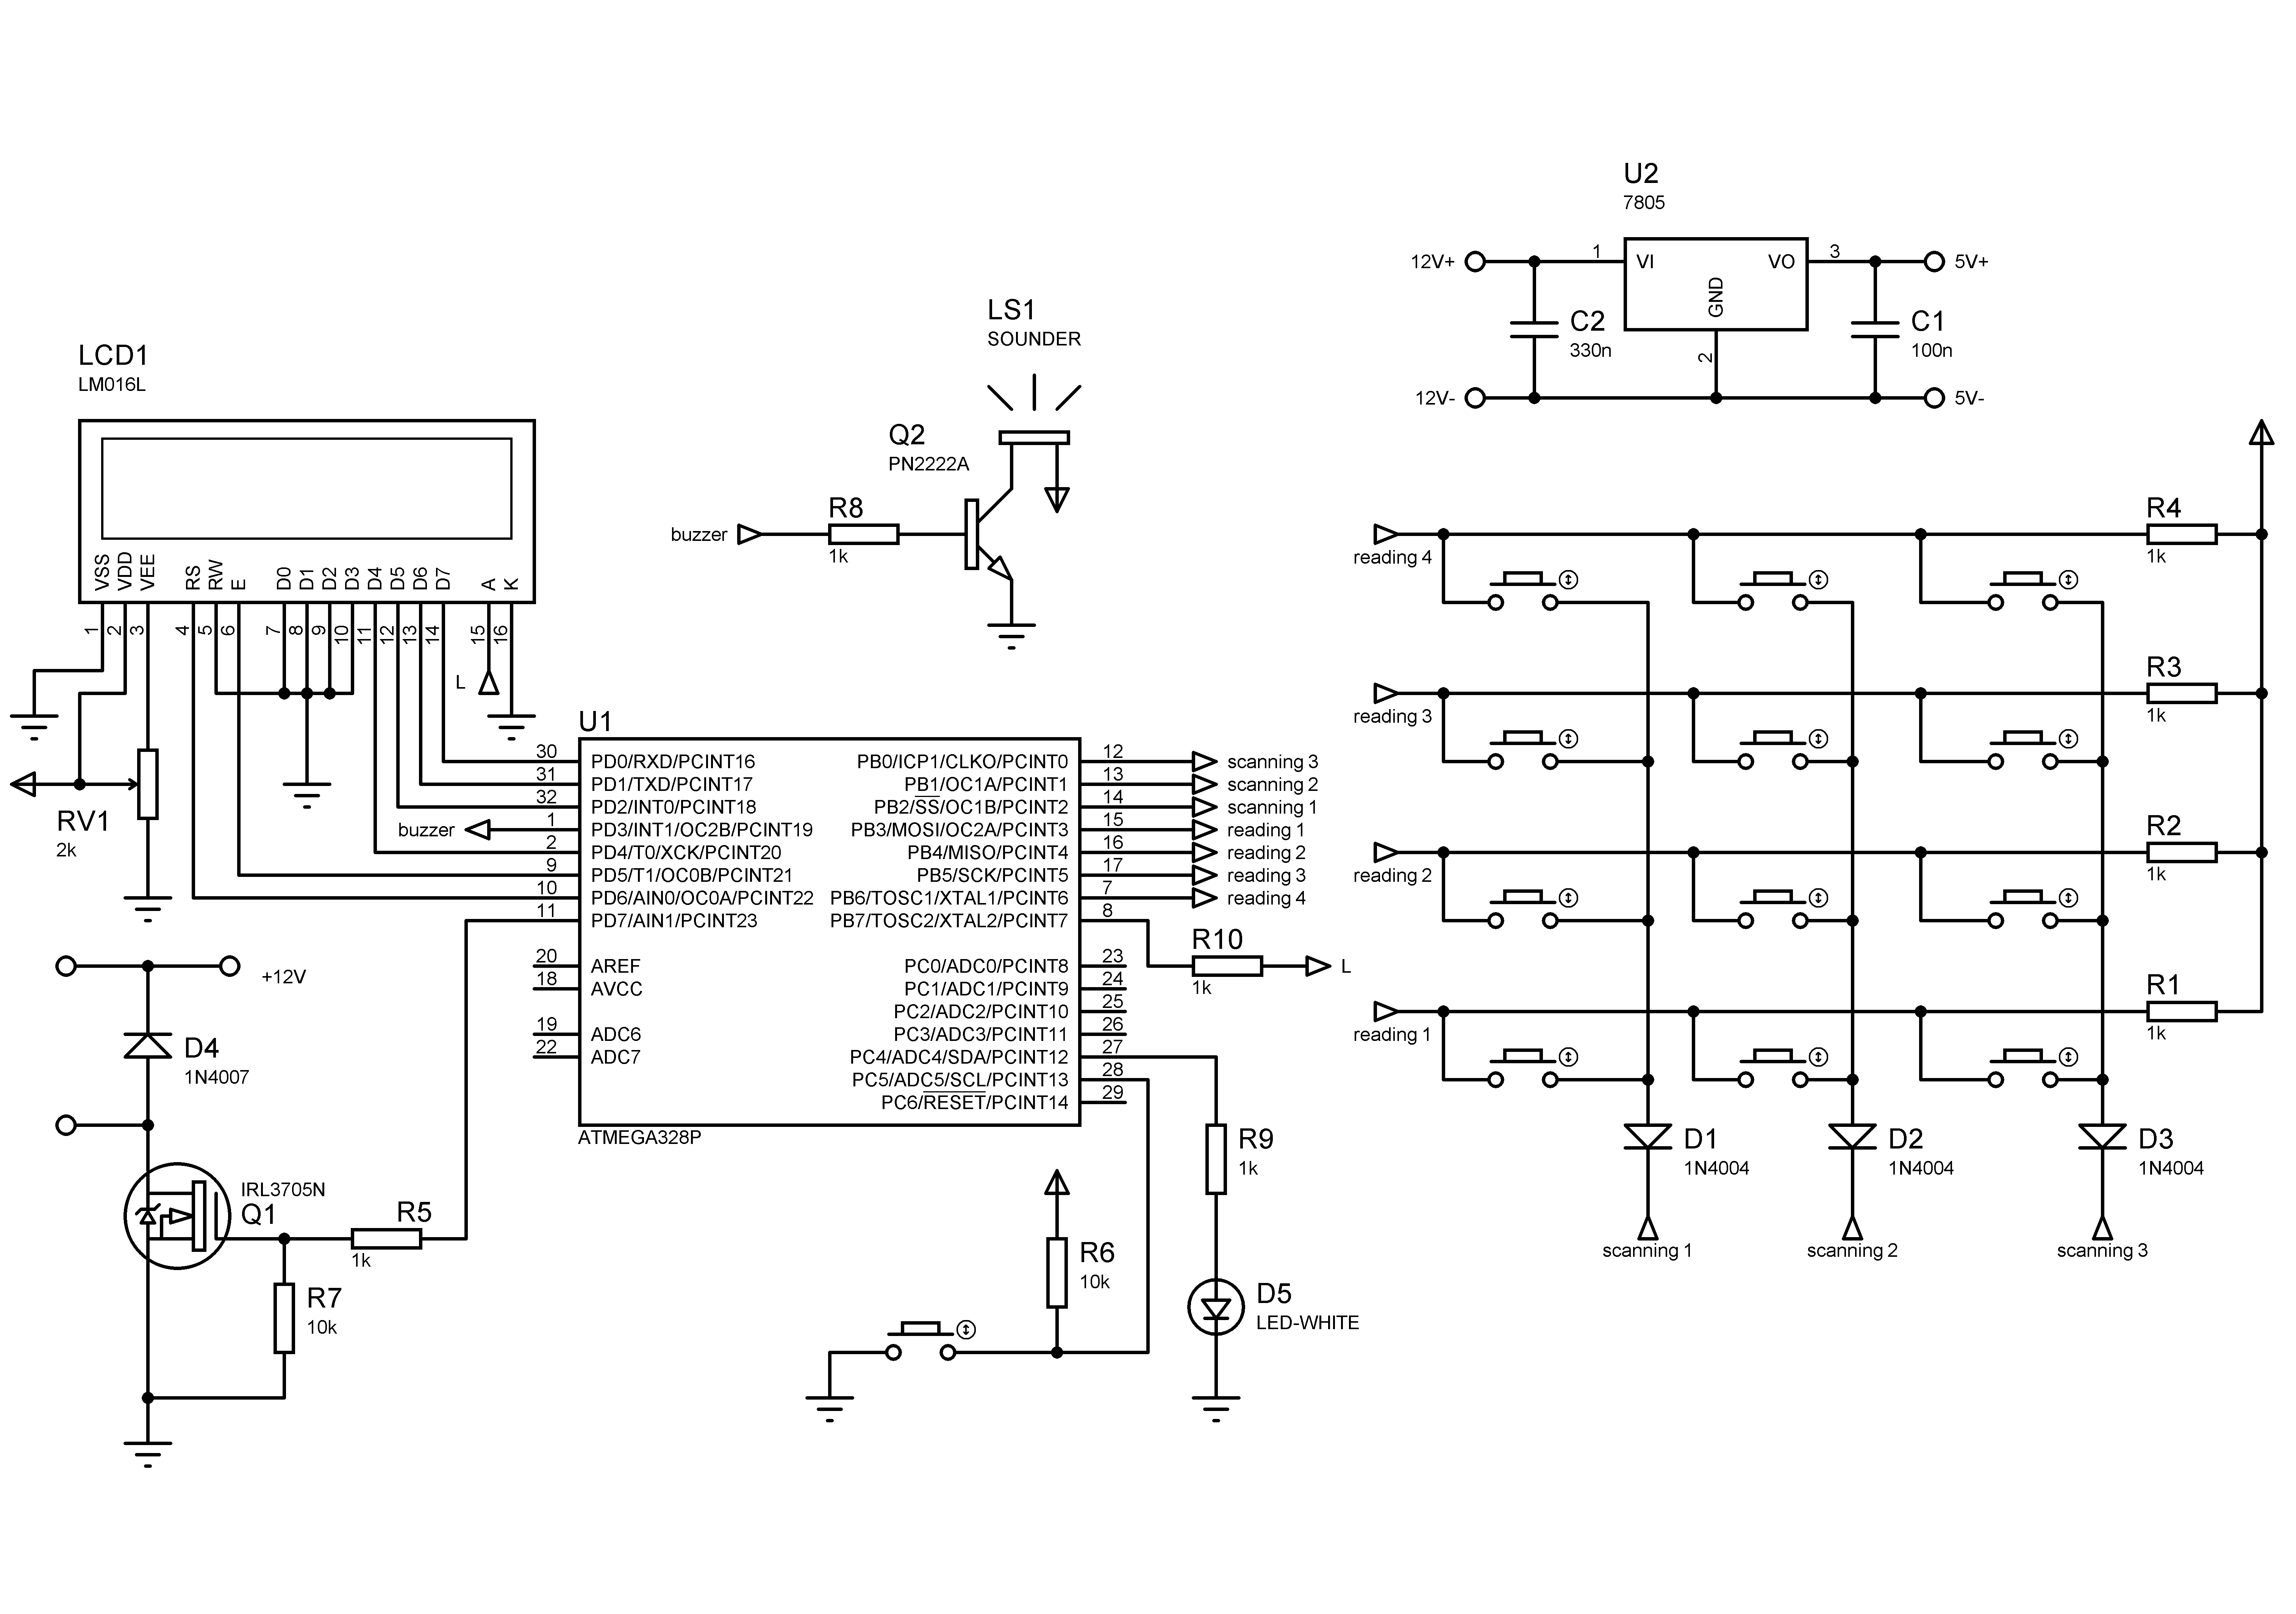 U2
7805
12V+
1
VI
VO
3
5V+
GND
C2
330n
C1
100n
2
12V-
5V-
LS1
SOUNDER
LCD1
LM016L
Q2
PN2222A
R8
buzzer
1k
VSS
VDD
VEE
RS
RW
E
D0
D1
D2
D3
D4
D5
D6
D7
A
K
1
2
3
4
5
6
7
8
9
10
11
12
13
14
15
16
L
RV1
2k
U1
30 PD0/RXD/PCINT16
31 PD1/TXD/PCINT17
32 PD2/INT0/PCINT18
buzzer 1 PD3/INT1/OC2B/PCINT19
2 PD4/T0/XCK/PCINT20
9 PD5/T1/OC0B/PCINT21
10 PD6/AIN0/OC0A/PCINT22
11 PD7/AIN1/PCINT23
20 AREF
18 AVCC
19 ADC6
22 ADC7
PB0/ICP1/CLKO/PCINT0 12 scanning 3
PB1/OC1A/PCINT1 13 scanning 2
PB2/SS/OC1B/PCINT2 14 scanning 1
PB3/MOSI/OC2A/PCINT3 15 reading 1
PB4/MISO/PCINT4 16 reading 2
PB5/SCK/PCINT5 17 reading 3
PB6/TOSC1/XTAL1/PCINT6 7 reading 4
PB7/TOSC2/XTAL2/PCINT7 8
PC0/ADC0/PCINT8 23
PC1/ADC1/PCINT9 24
PC2/ADC2/PCINT10 25
PC3/ADC3/PCINT11 26
PC4/ADC4/SDA/PCINT12 27
PC5/ADC5/SCL/PCINT13 28
PC6/RESET/PCINT14 29
ATMEGA328P
R10
1k
L
+12V
D4
1N4007
IRL3705N
Q1
R5
1k
R7
10k
R6
10k
R9
1k
D5
LED-WHITE
R4
reading 4
1k
R3
reading 3
1k
R2
reading 2
1k
R1
reading 1
1k
D1
1N4004
D2
1N4004
D3
1N4004
scanning 1
scanning 2
scanning 3